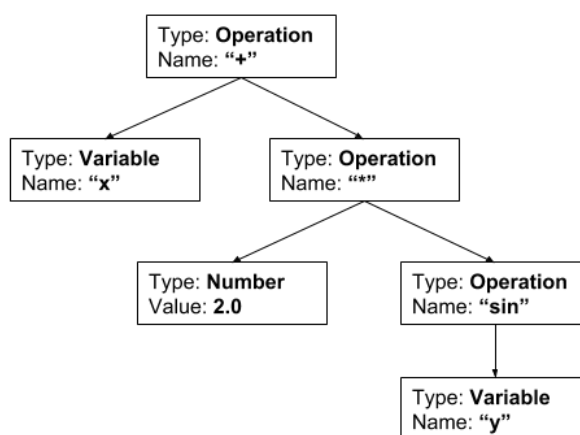 Type: Operation
Name: “+”
Type: Variable
Name: “x”
Type: Operation
Name: “*”
Type: Number
Value: 2.0
Type: Operation
Name: “sin”
Type: Variable
Name: “y”